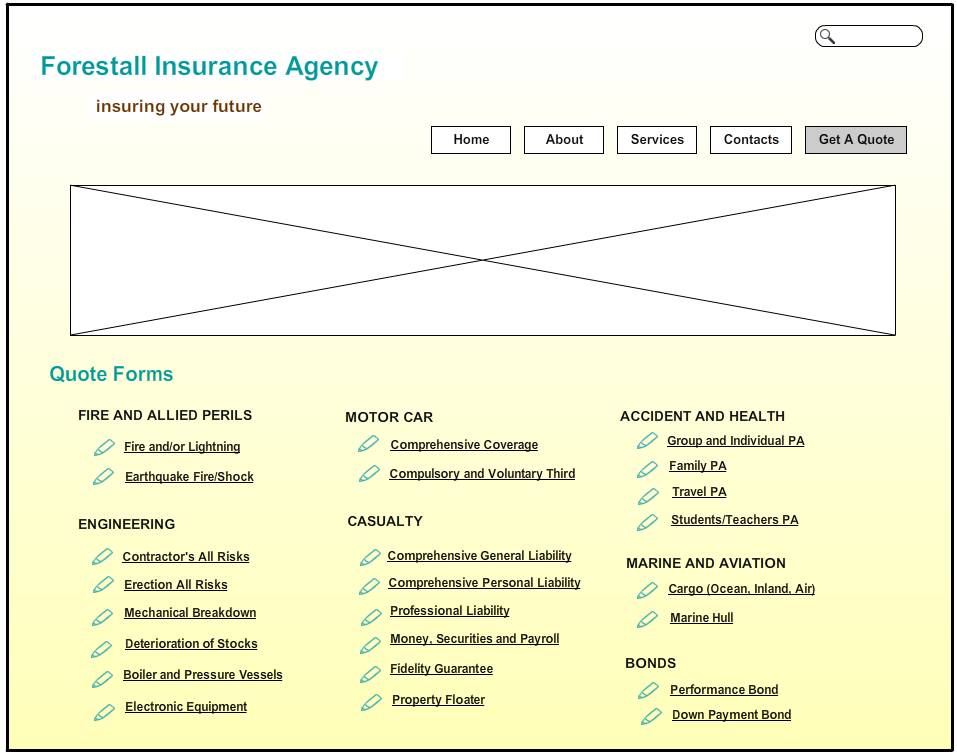 Forestall Insurance Agency
insuring your future
Home About Services Contacts Get A Quote
Quote Forms
FIRE AND ALLIED PERILS
Fire and/or Lightning
Earthquake Fire/Shock
ENGINEERING
Contractor's All Risks
Erection All Risks
Mechanical Breakdown
Deterioration of Stocks
Boiler and Pressure Vessels
Electronic Equipment
MOTOR CAR
Comprehensive Coverage
Compulsory and Voluntary Third
CASUALTY
Comprehensive General Liability
Comprehensive Personal Liability
Professional Liability
Money, Securities and Payroll
Fidelity Guarantee
Property Floater
ACCIDENT AND HEALTH
Group and Individual PA
Family PA
Travel PA
Students/Teachers PA
MARINE AND AVIATION
Cargo (Ocean, Inland, Air)
Marine Hull
BONDS
Performance Bond
Down Payment Bond